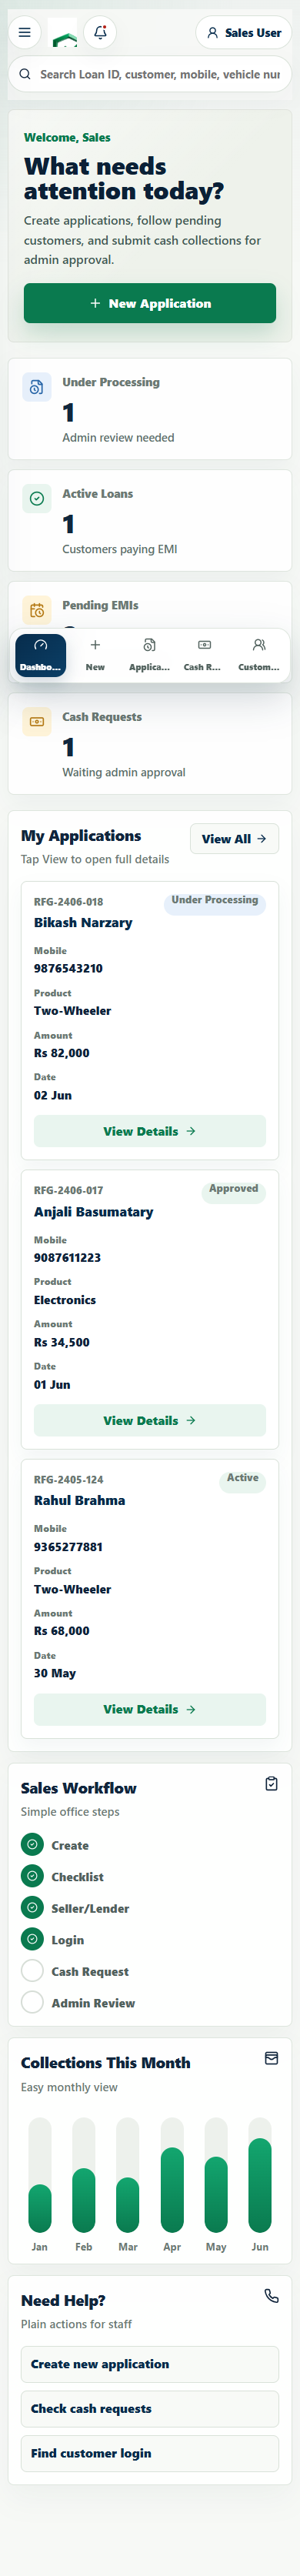 Sales User
Search Loan ID, customer, mobile, vehicle nur
Welcome, Sales
What needs
attention today?
Create applications, follow pending
customers, and submit cash collections for
admin approval.
New Application
Under Processing
1
Admin review needed
Active Loans
1
Customers paying EMI
Pending EMIs
Dashbo...
New
Applica...
Cash R...
Custom...
Cash Requests
1
Waiting admin approval
My Applications
View All
Tap View to open full details
RFG-2406-018
Under Processing
Bikash Narzary
Mobile
9876543210
Product
Two-Wheeler
Amount
Rs 82,000
Date
02 Jun
View Details
RFG-2406-017
Approved
Anjali Basumatary
Mobile
9087611223
Product
Electronics
Amount
Rs 34,500
Date
01 Jun
View Details
RFG-2405-124
Active
Rahul Brahma
Mobile
9365277881
Product
Two-Wheeler
Amount
Rs 68,000
Date
30 May
View Details
Sales Workflow
Simple office steps
Create
Checklist
Seller/Lender
Login
Cash Request
Admin Review
Collections This Month
Easy monthly view
Jan Feb Mar Apr May Jun
Need Help?
Plain actions for staff
Create new application
Check cash requests
Find customer login